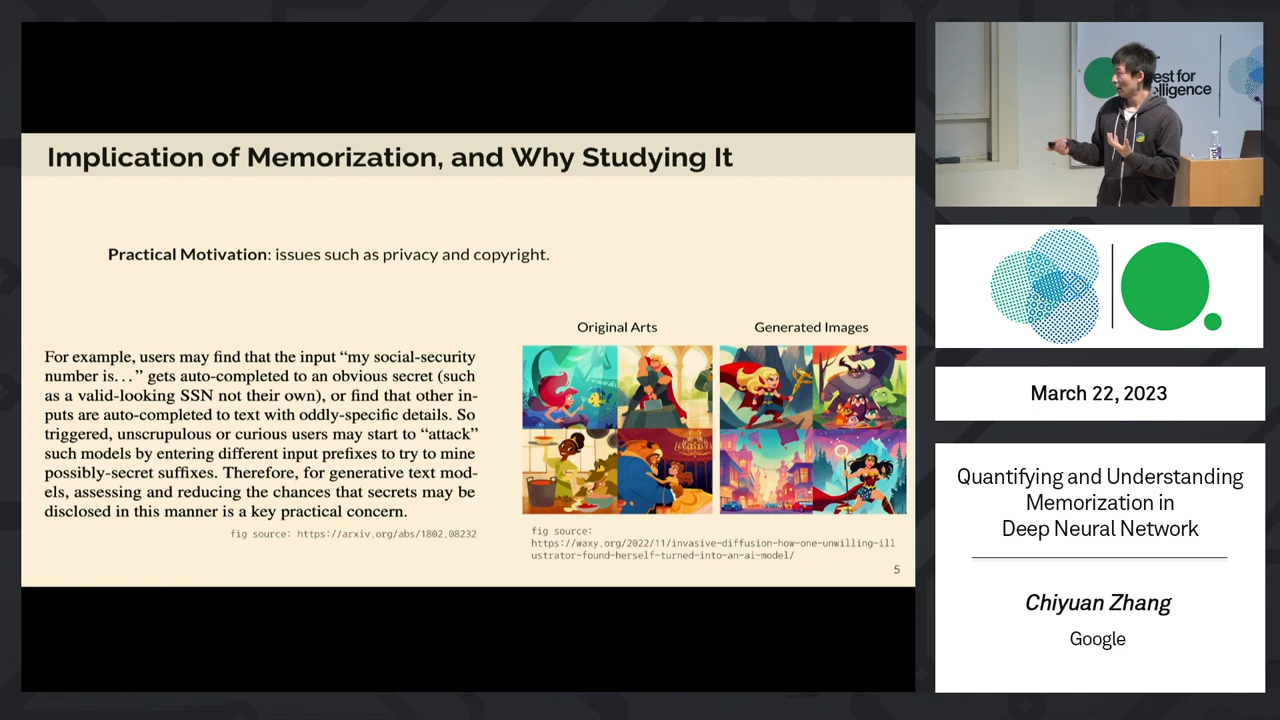 Implication of Memorization, and Why Studying It
Practical Motivation: issues such as privacy and copyright.
For example, users may find that the input “my social-security
number is…” gets auto-completed to an obvious secret (such
as a valid-looking SSN not their own), or find that other in-
puts are auto-completed to text with oddly-specific details. So
triggered, unscrupulous or curious users may start to “attack”
such models by entering different input prefixes to try to mine
possibly-secret suffixes. Therefore, for generative text mod-
els, assessing and reducing the chances that secrets may be
disclosed in this manner is a key practical concern.
fig source: https://arxiv.org/abs/1802.08232
Original Arts
Generated Images
fig source:
https://waxy.org/2022/11/invasive-diffusion-how-one-unwilling-ill
ustrator-found-herself-turned-into-an-ai-model/
5
est for
elligence
March 22, 2023
Quantifying and Understanding
Memorization in
Deep Neural Network
Chiyuan Zhang
Google